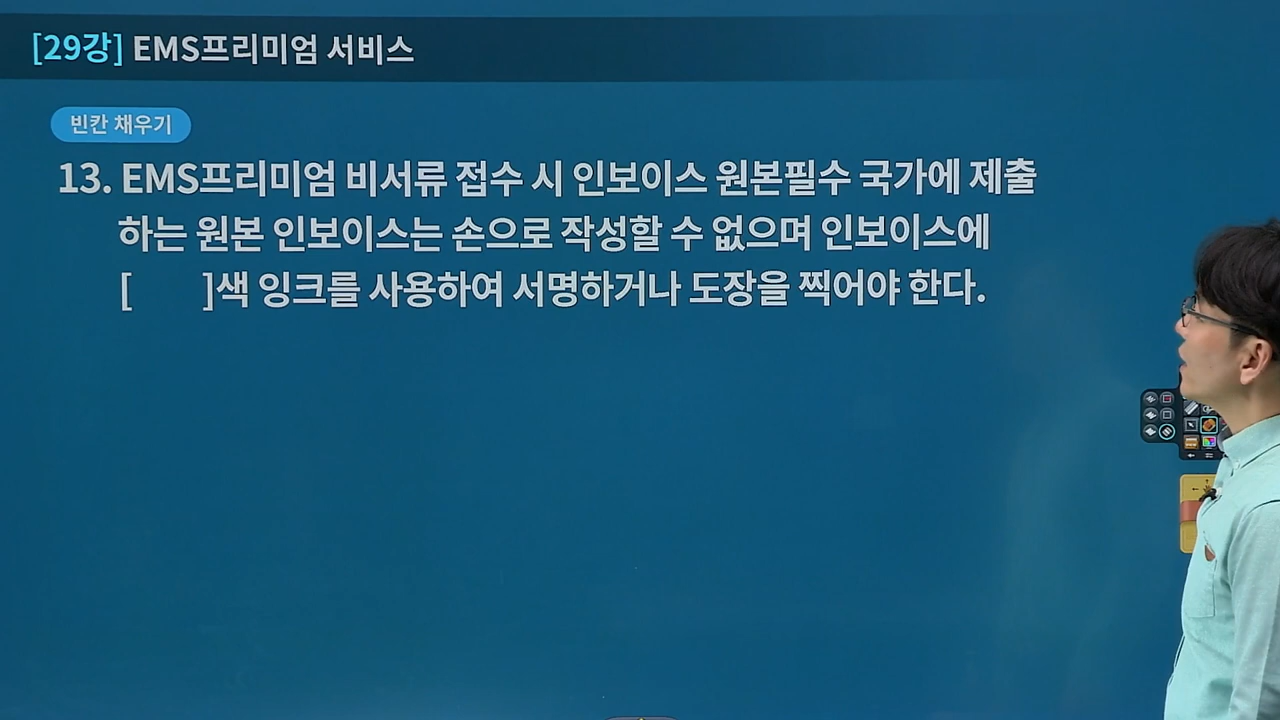 [29강] EMS프리미엄 서비스
빈칸 채우기
13. EMS프리미엄 비서류 접수 시 인보이스 원본필수 국가에 제출
하는 원본 인보이스는 손으로 작성할 수 없으며 인보이스에
[ ]색 잉크를 사용하여 서명하거나 도장을 찍어야 한다.